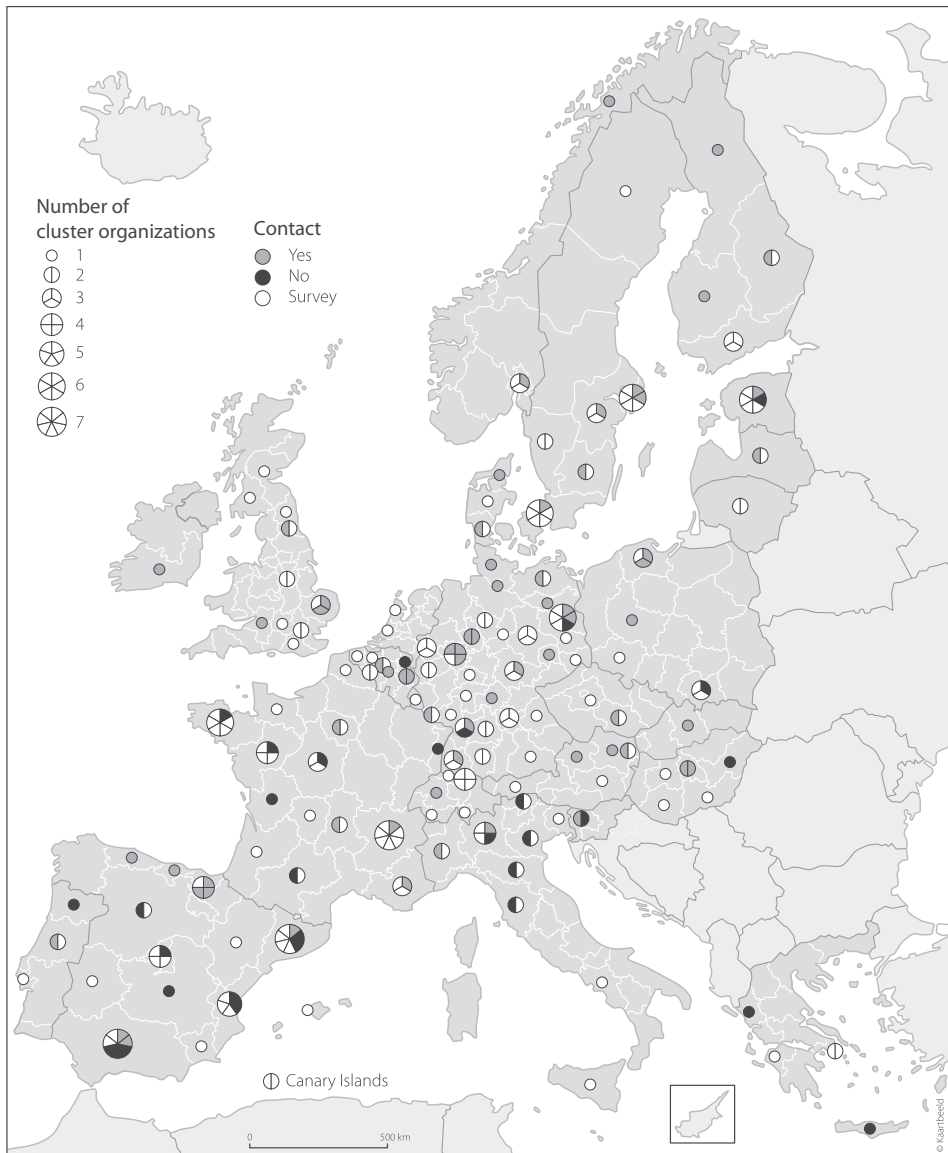 Number of
cluster organizations
1
2
3
4
5
6
7
Contact
Yes
No
Survey
Canary Islands
0
500 km
© Kaartbeeld